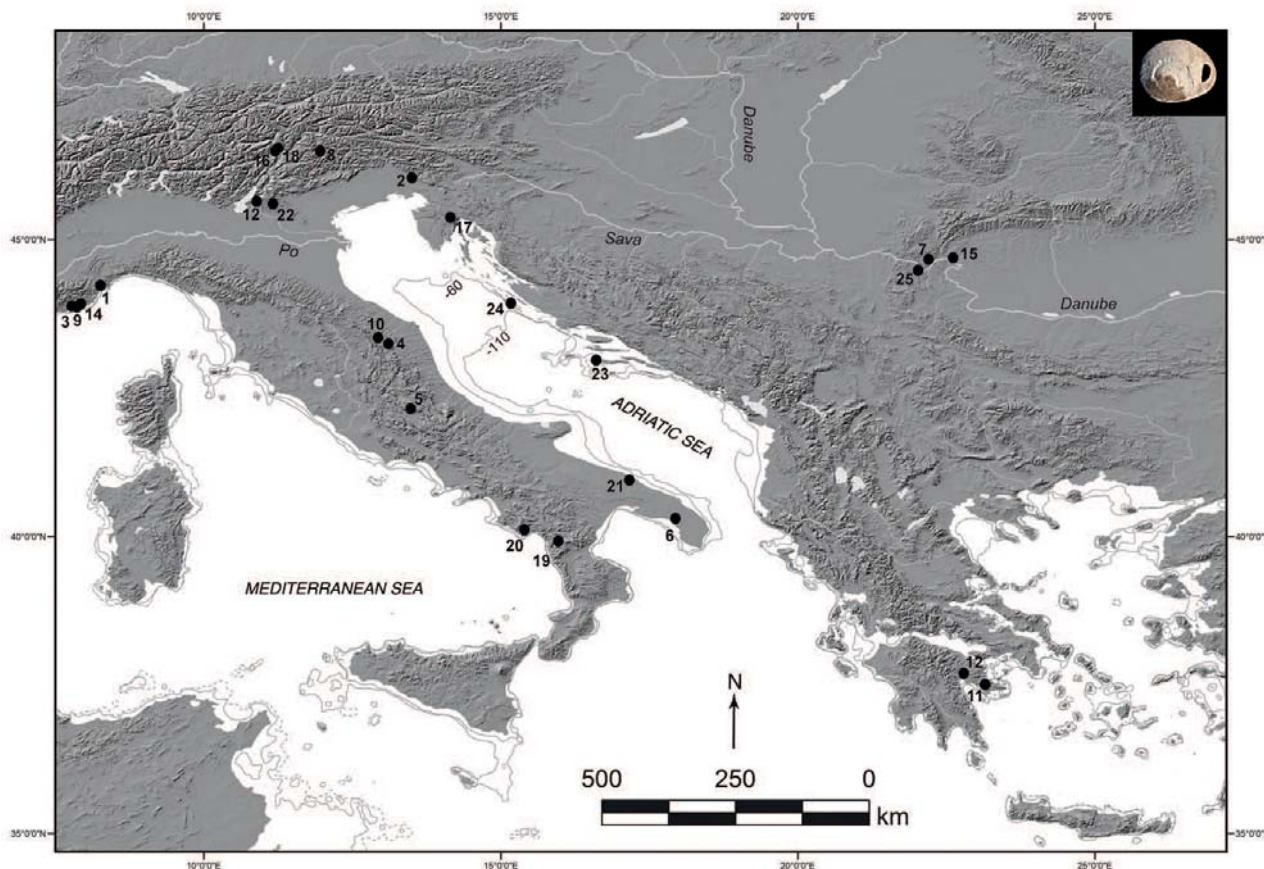 10°0'0"E 15°0'0"E 20°0'0"E 25°0'0"E
Danube
16 18 8
2
12 22
17
45°0'0"N 45°0'0"N
Po
Sava
7 15
25
-60
1
24
Danube
3 9 14
10
4
-110
23
5
ADRIATIC SEA
21
6
40°0'0"N 40°0'0"N
20 19
MEDITERRANEAN SEA
12
11
N
500 250 0
km
35°0'0"N 35°0'0"N
10°0'0"E 15°0'0"E 20°0'0"E 25°0'0"E